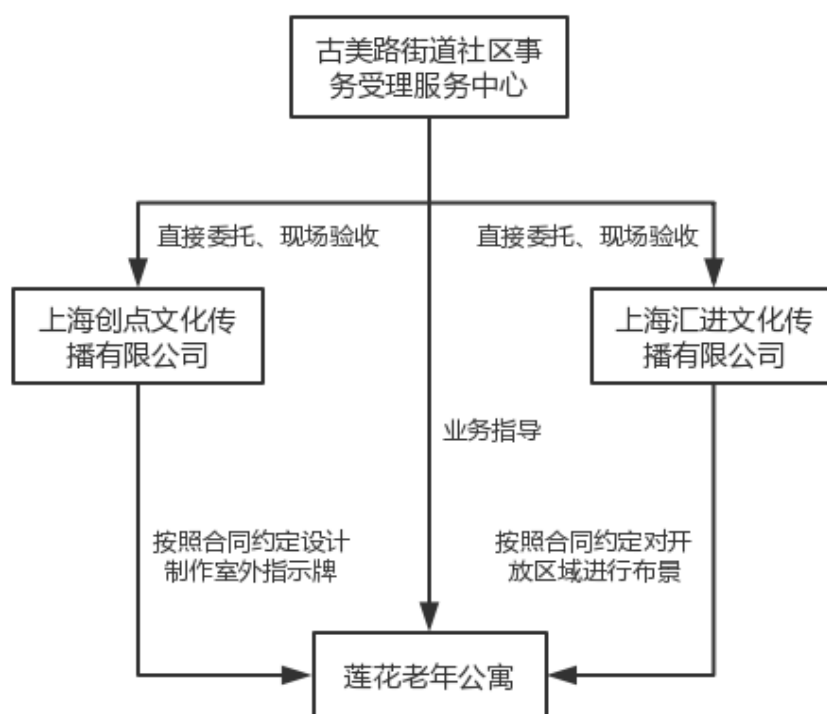 古美路街道社区事
务受理服务中心
直接委托、现场验收
直接委托、现场验收
上海创点文化传
播有限公司
上海汇进文化传
播有限公司
业务指导
按照合同约定设计
制作室外指示牌
按照合同约定对开
放区域进行布景
莲花老年公寓